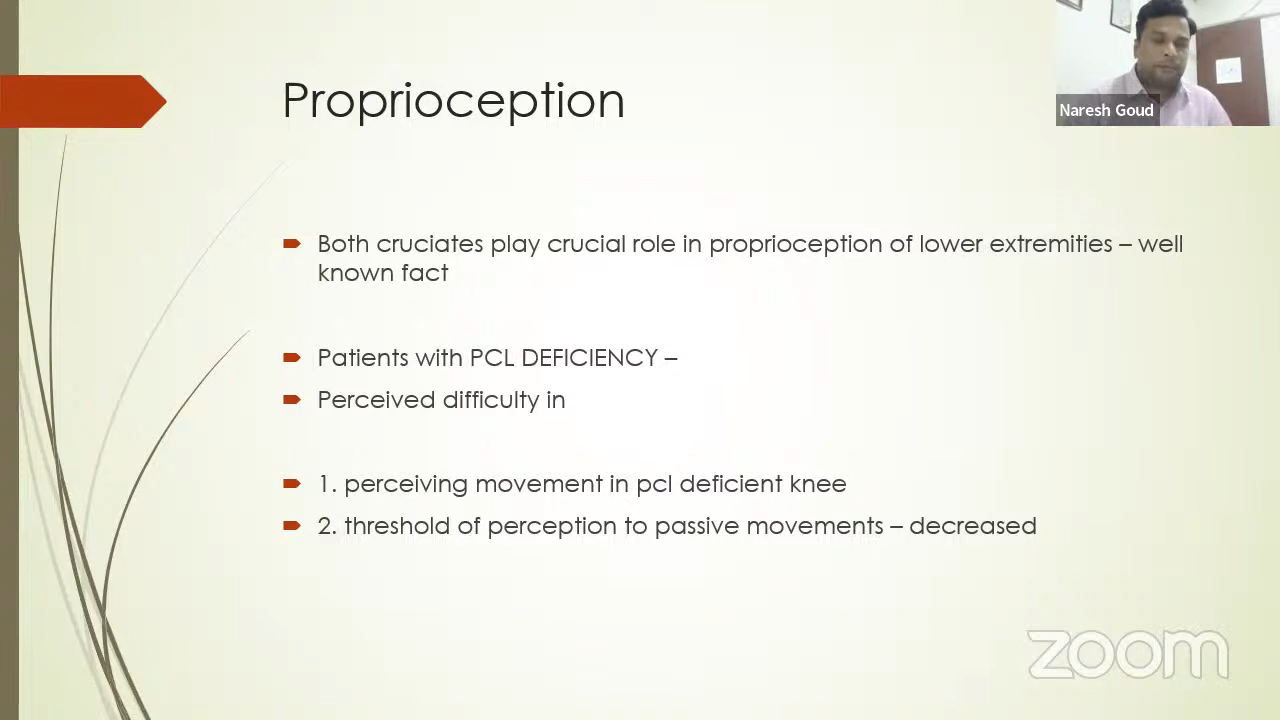 Proprioception
Naresh Goud
Both cruciates play crucial role in proprioception of lower extremities – well
known fact
Patients with PCL DEFICIENCY –
Perceived difficulty in
1. perceiving movement in pcl deficient knee
2. threshold of perception to passive movements – decreased
zoom